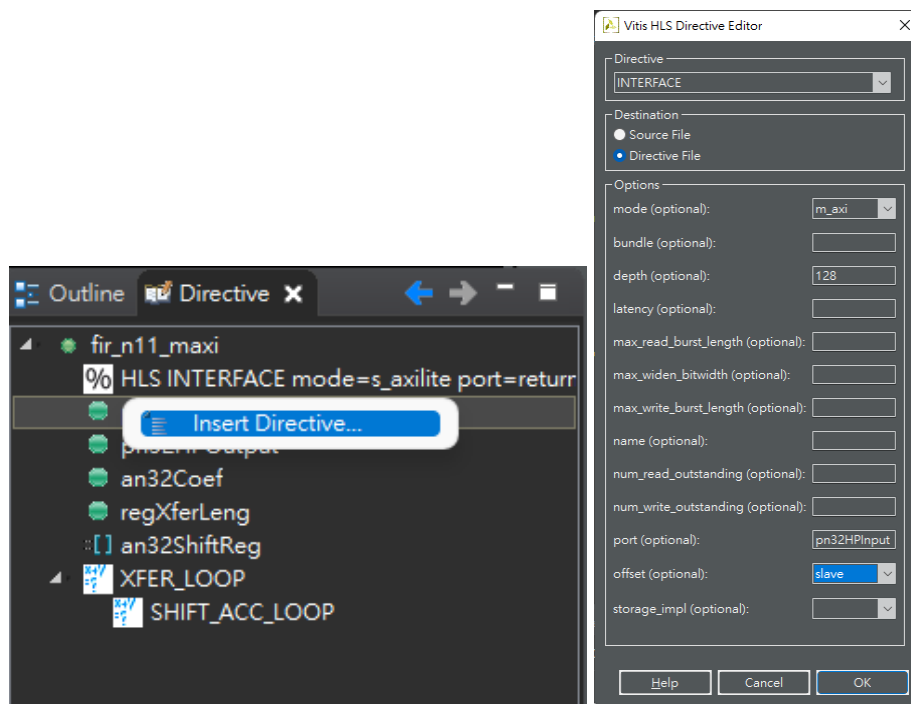 Outline
Directive
fir_n11_maxi
% HLS INTERFACE mode=s_axilite port=return
Insert Directive...
pn32HPOutput
an32Coef
regXferLeng
an32ShiftReg
XFER_LOOP
SHIFT_ACC_LOOP
Vitis HLS Directive Editor
Directive
INTERFACE
Destination
Source File
Directive File
Options
mode (optional): m_axi
bundle (optional):
depth (optional): 128
latency (optional):
max_read_burst_length (optional):
max_widen_bitwidth (optional):
max_write_burst_length (optional):
name (optional):
num_read_outstanding (optional):
num_write_outstanding (optional):
port (optional): pn32HPInput
offset (optional): slave
storage_impl (optional):
Help Cancel OK